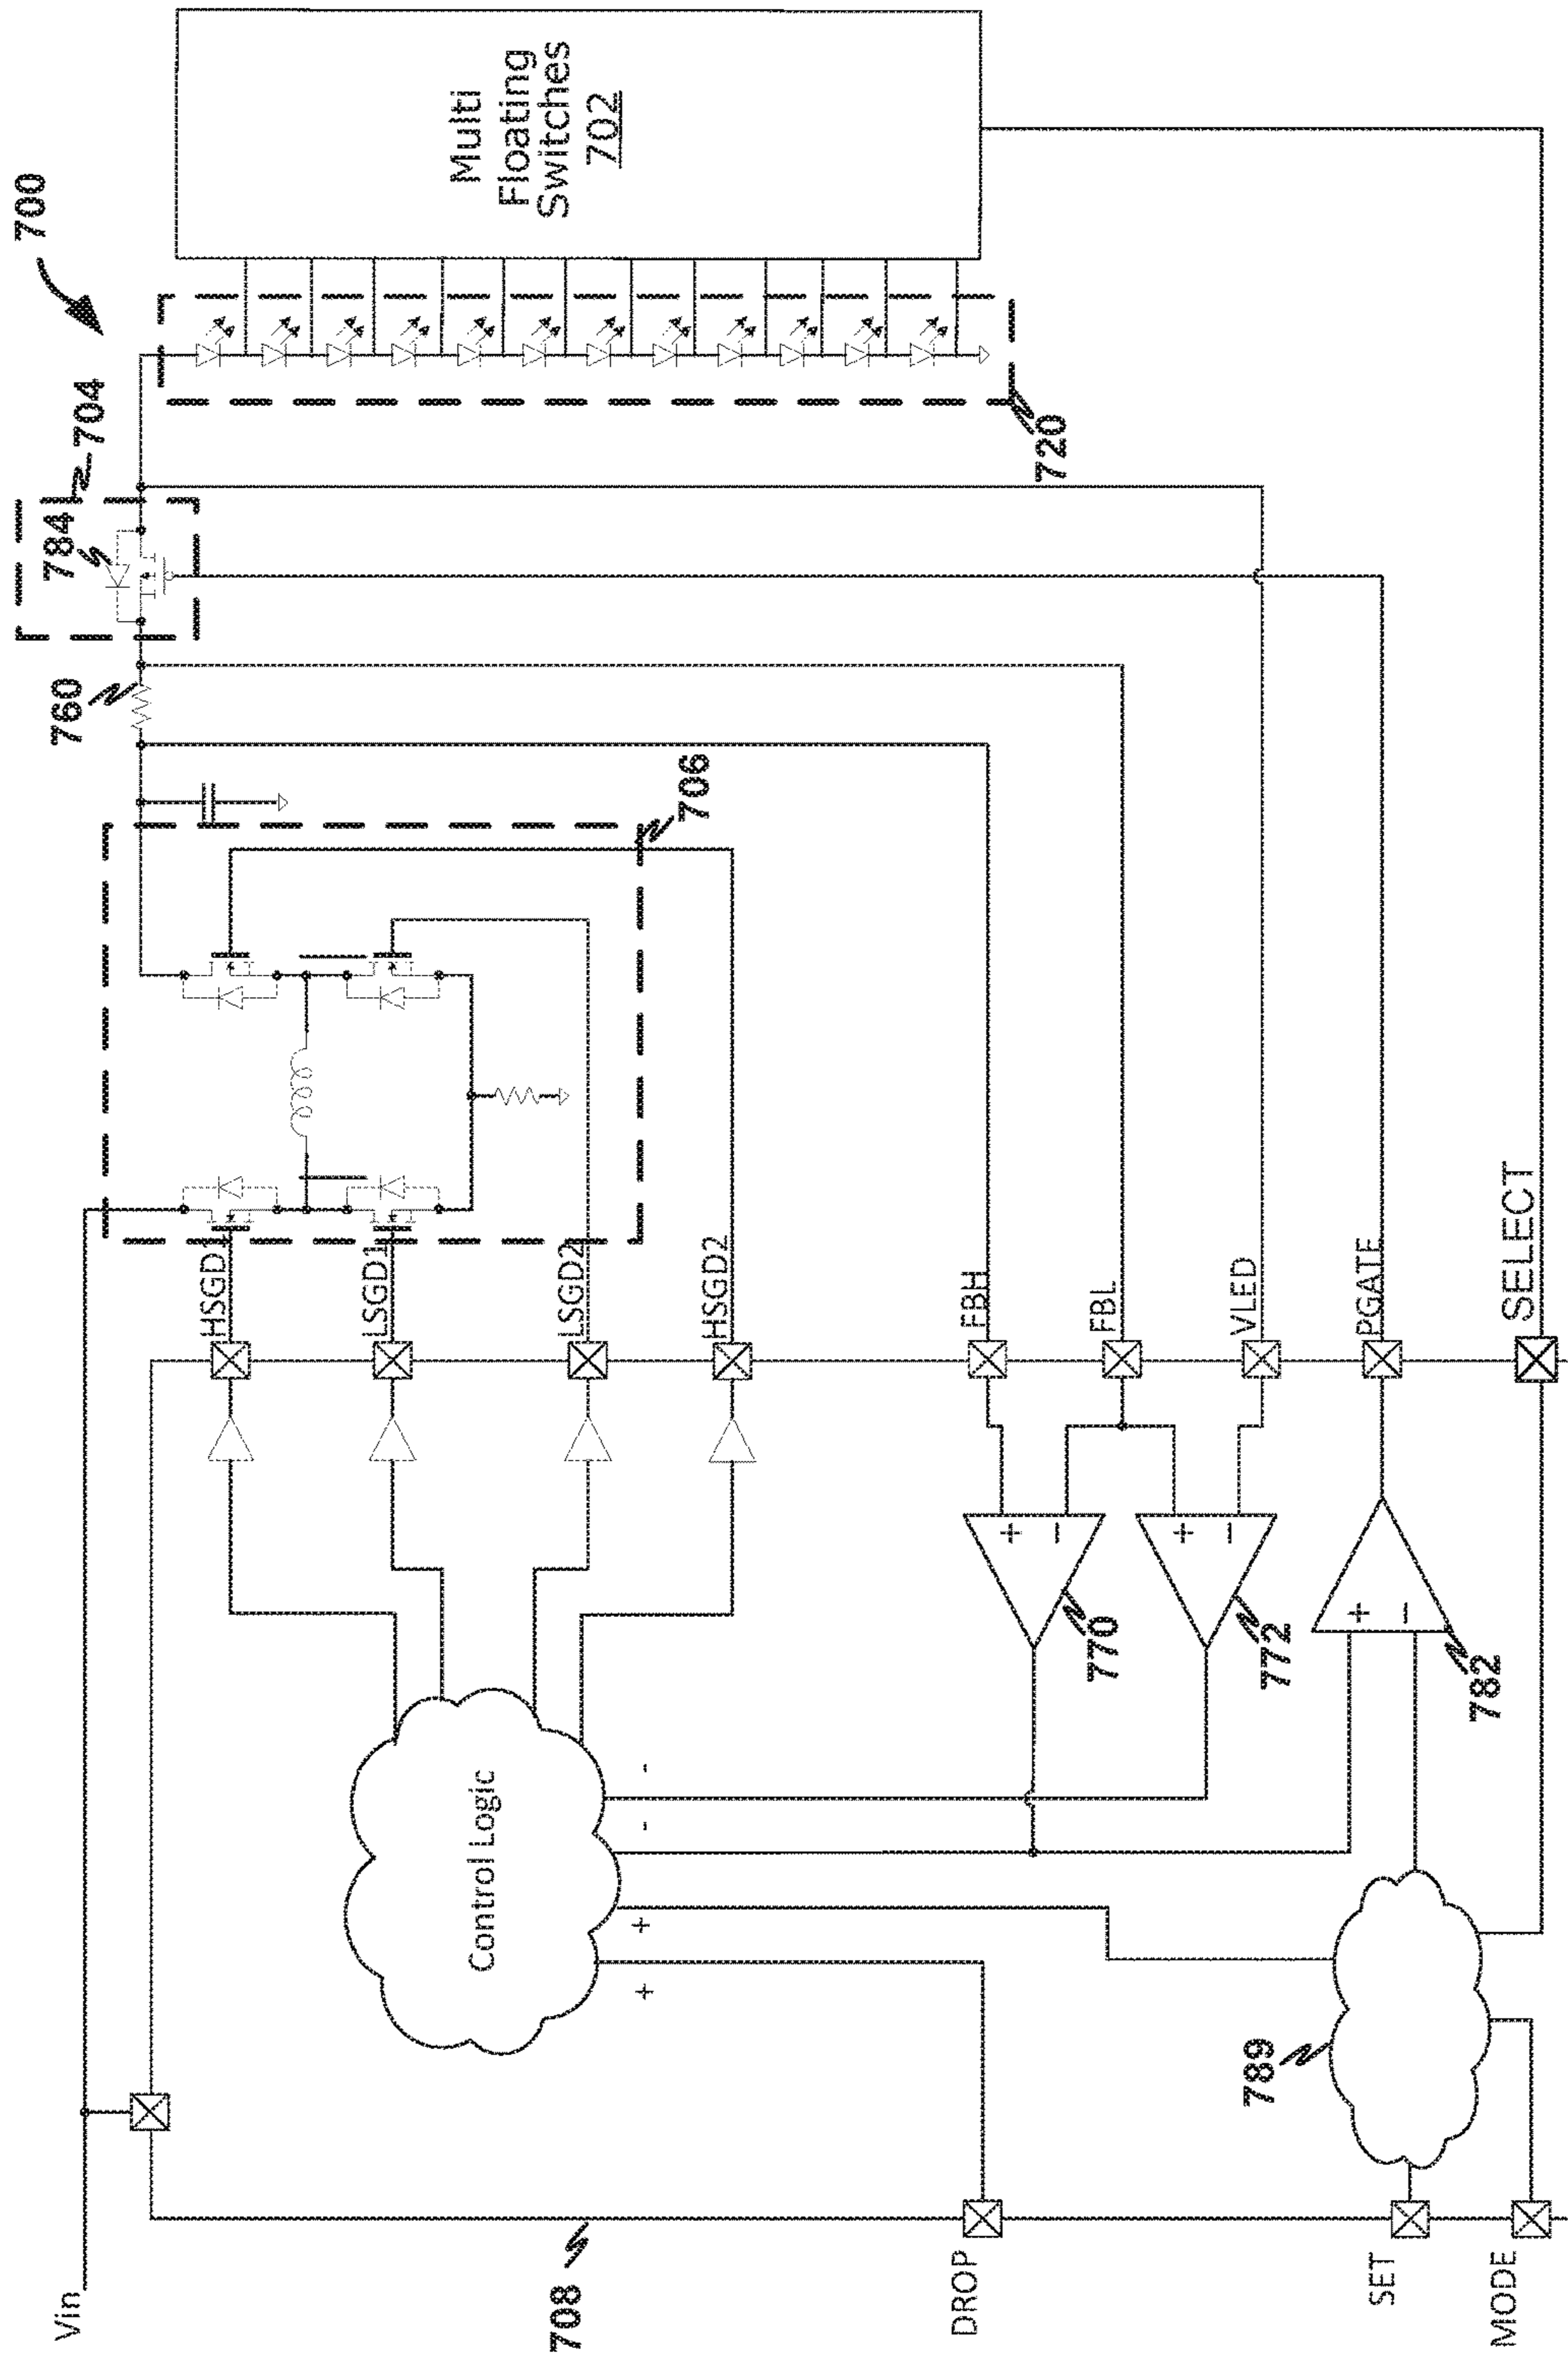 700
Multi
Floating
Switches
702
704
784
760
720
706
HSGD1
LSGD1
LSGD2
HSGD2
FBH
FBL
VLED
PGATE
SELECT
+
−
+
−
+
−
770
772
782
Control Logic
-
-
+
+
789
Vin
708
DROP
SET
MODE